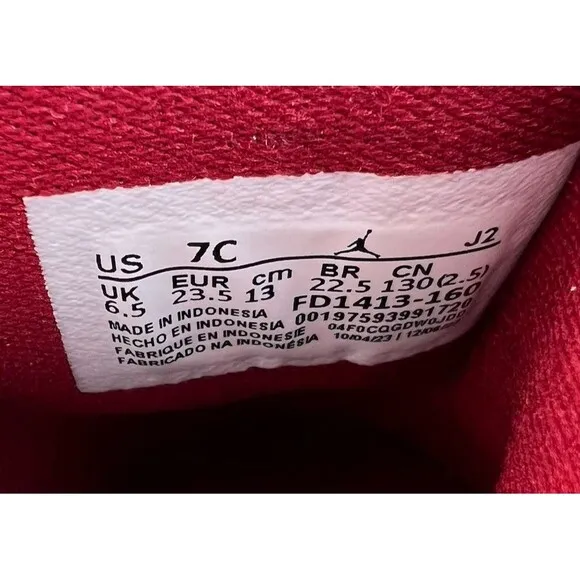 US 7C J2
UK EUR cm BR CN
6.5 23.5 13 22.5 130(2.5)
MADE IN INDONESIA FD1413-160
HECHO EN INDONESIA 00197593991720
FABRIQUE EN INDONESIE
FABRICADO NA INDONÉSIA 10/04/23